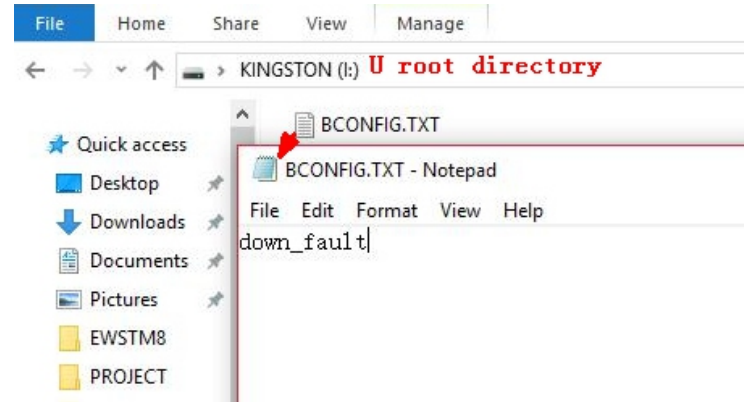 File Home Share View Manage
KINGSTON (I:) U root directory
BCONFIG.TXT
Quick access
BCONFIG.TXT - Notepad
Desktop
File Edit Format View Help
Downloads
down_fault
Documents
Pictures
EWSTM8
PROJECT